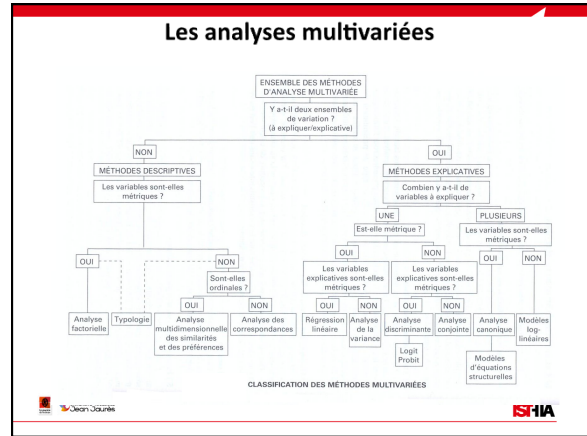 Les analyses multivariées
ENSEMBLE DES MÉTHODES
D'ANALYSE MULTIVARIÉE
Y a-t-il deux ensembles
de variation ?
(à expliquer/explicative)
NON
OUI
MÉTHODES DESCRIPTIVES
MÉTHODES EXPLICATIVES
Les variables sont-elles
métriques ?
Combien y a-t-il de
variables à expliquer ?
UNE
PLUSIEURS
Est-elle métrique ?
Les variables sont-elles
métriques ?
OUI
NON
OUI
NON
OUI
NON
Sont-elles
ordinales ?
Les variables
explicatives sont-elles
métriques ?
Les variables
explicatives sont-elles
métriques ?
OUI
NON
OUI
NON
OUI
NON
Analyse
factorielle
Typologie
Analyse
multidimensionnelle
des similarités
et des préférences
Analyse des
correspondances
Régression
linéaire
Analyse
de la
variance
Analyse
discriminante
Analyse
conjointe
Analyse
canonique
Modèles
log-
linéaires
Logit
Probit
Modèles
d'équations
structurelles
CLASSIFICATION DES MÉTHODES MULTIVARIÉES
Jean Jaurès
ISTHIA